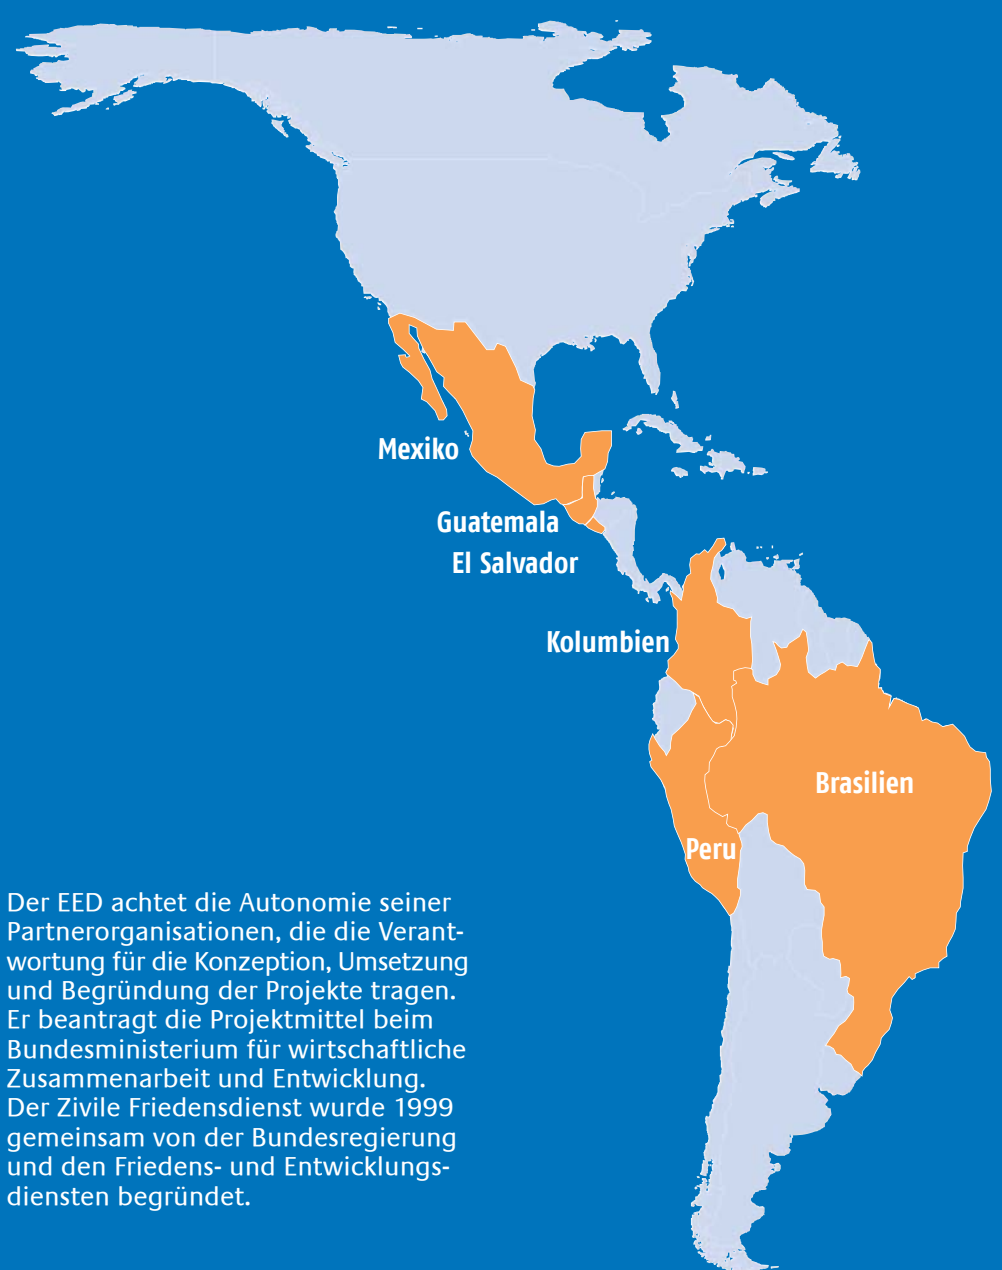 Mexiko
Guatemala
El Salvador
Kolumbien
Brasilien
Peru
Der EED achtet die Autonomie seiner
Partnerorganisationen, die die Verant-
wortung für die Konzeption, Umsetzung
und Begründung der Projekte tragen.
Er beantragt die Projektmittel beim
Bundesministerium für wirtschaftliche
Zusammenarbeit und Entwicklung.
Der Zivile Friedensdienst wurde 1999
gemeinsam von der Bundesregierung
und den Friedens- und Entwicklungs-
diensten begründet.